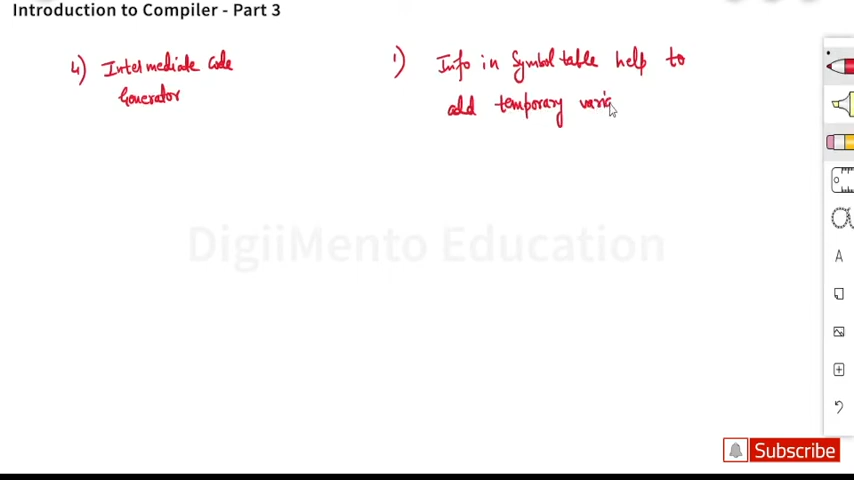 Introduction to Compiler - Part 3
4) Intermediate Code
Generator
1) Info in Symbol table help to
add temporary
DigiiMento Education
A
Subscribe